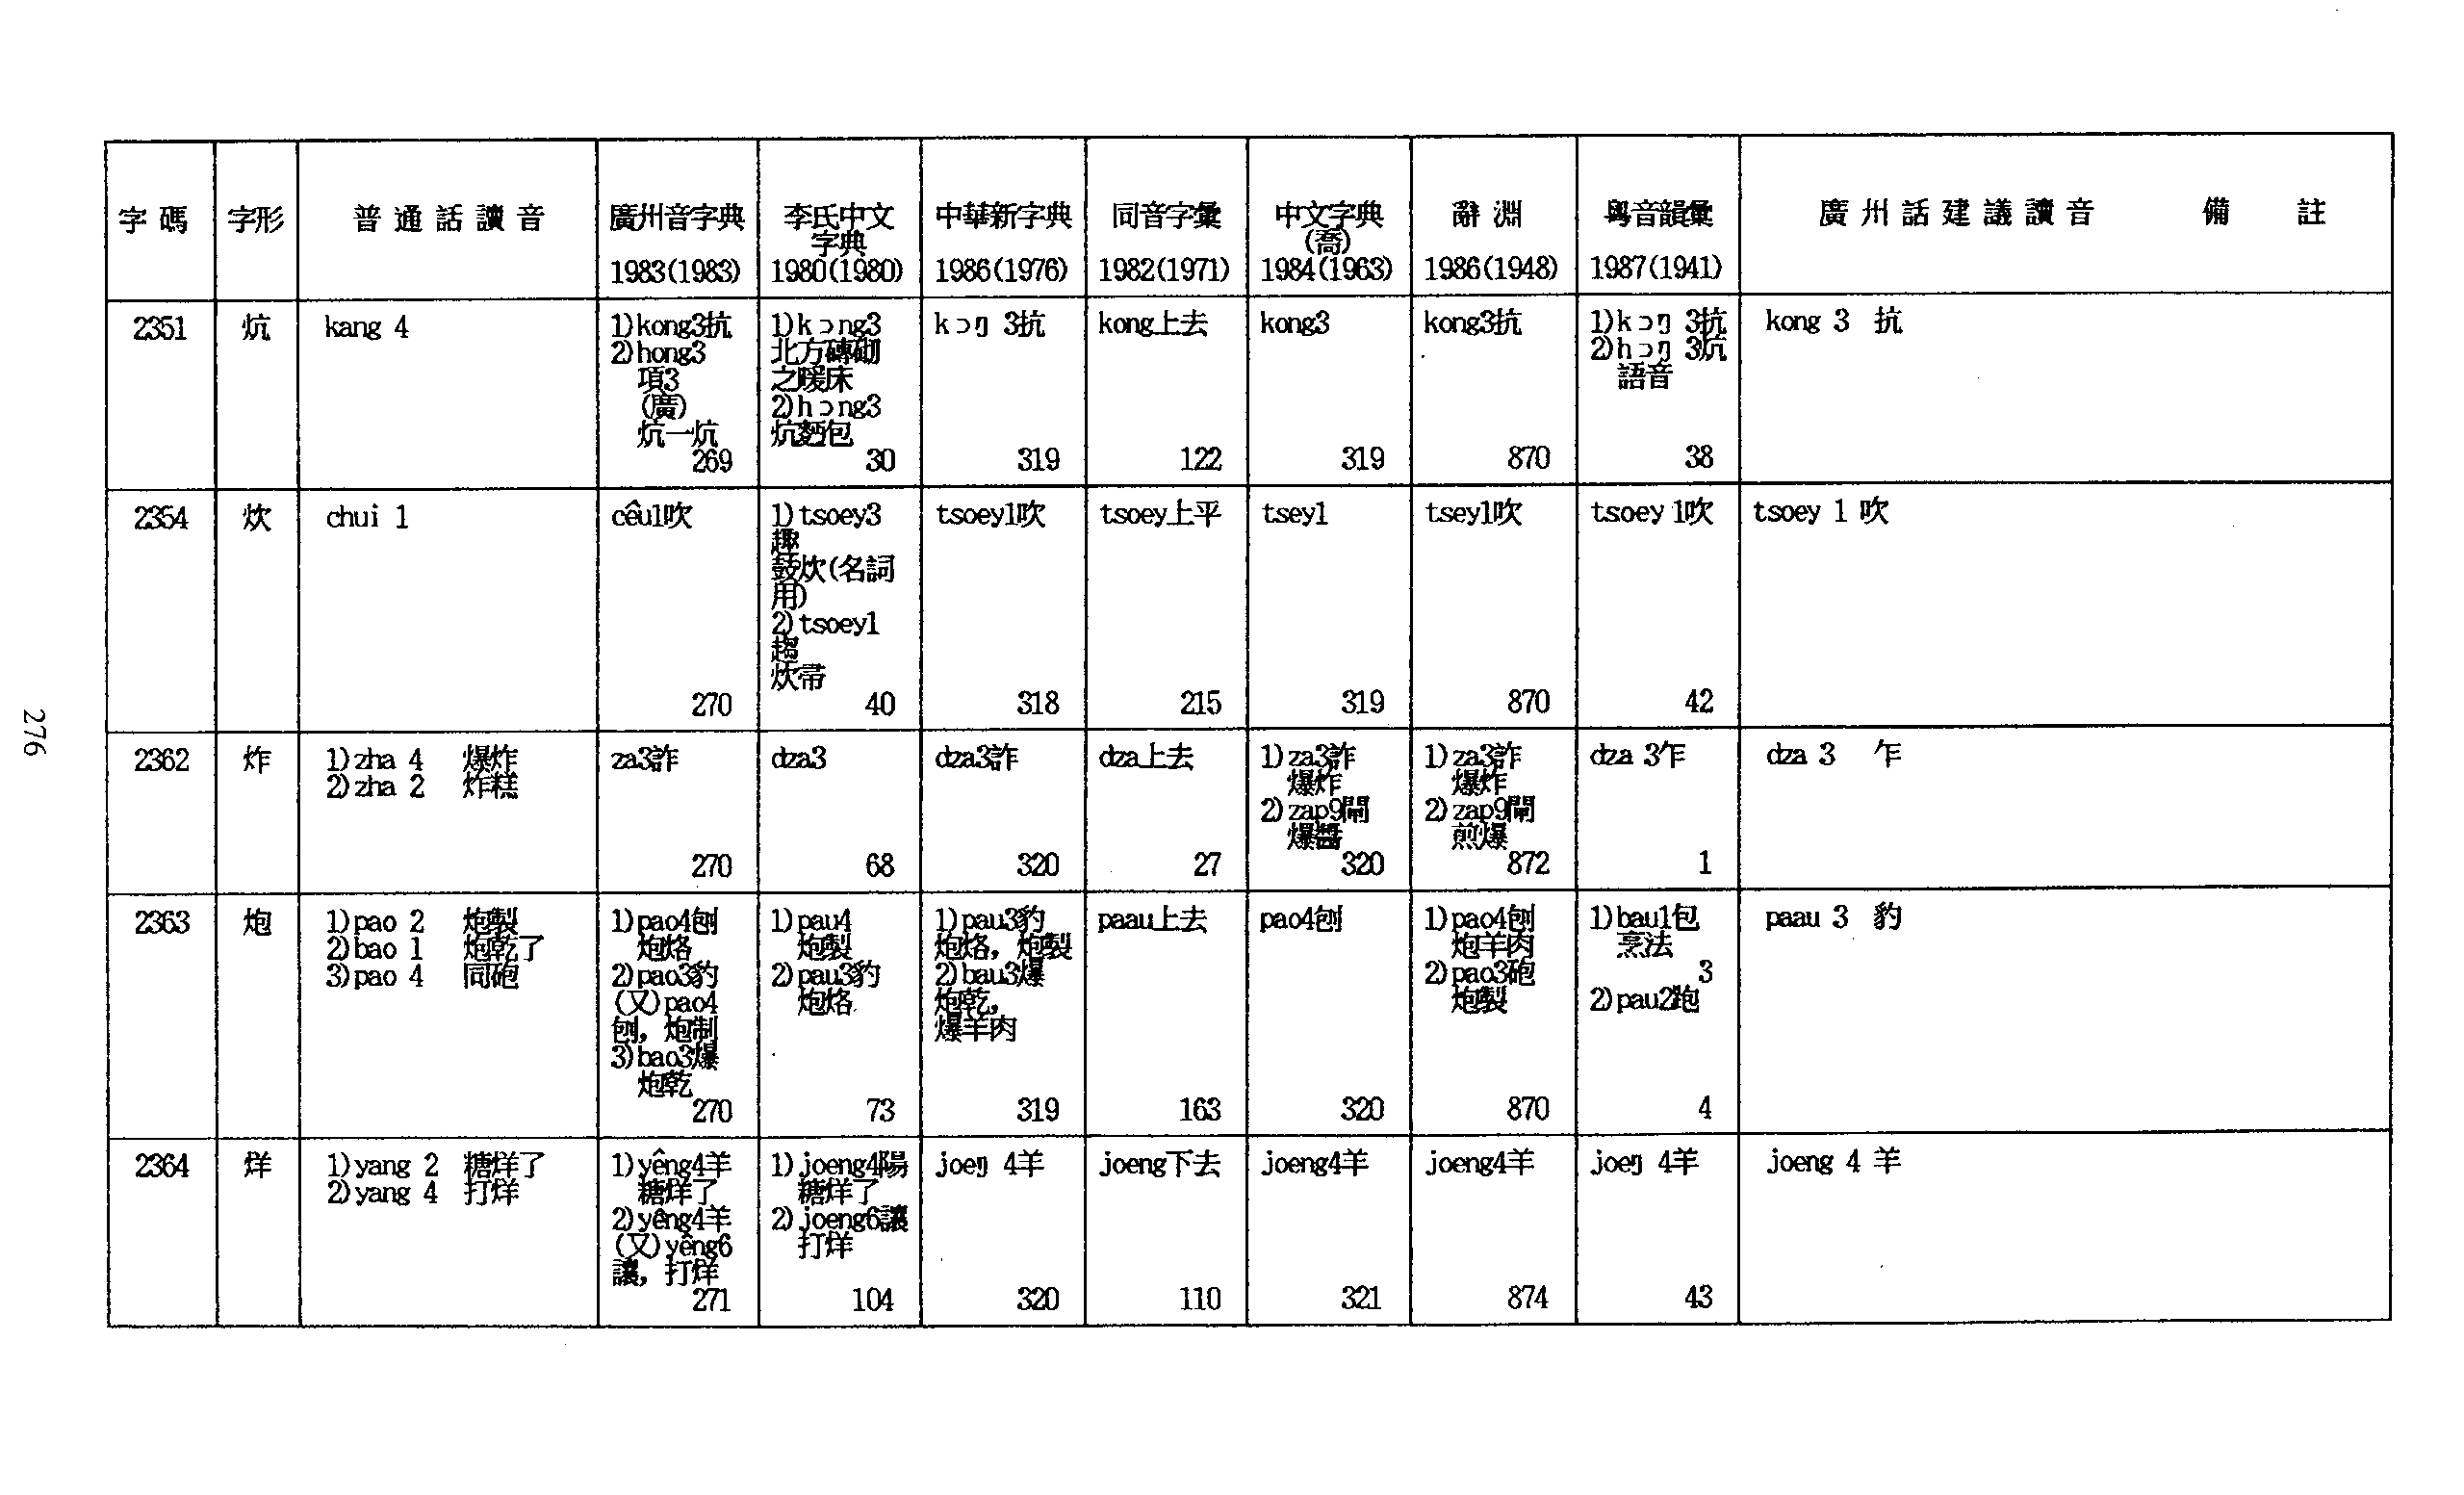 字碼
字形
普通話讀音
廣州音字典
1983(1983)
李氏中文
字典
1980(1980)
中華新字典
1986(1976)
同音字彙
1982(1971)
中文字典
(喬)
1984(1963)
辭淵
1986(1948)
粵音韻彙
1987(1941)
廣州話建議讀音 備註
2351
炕
kang 4
1)kong3抗
2)hong3
項3
(廣)
炕一炕
269
1)kɔng3
北方磚砌
之暖床
2)hɔng3
炕麵包
30
kɔŋ 3抗
319
kong上去
122
kong3
319
kong3抗
870
1)kɔŋ 3抗
2)hɔŋ 3炕
語音
38
kong 3 抗
2354
炊
chui 1
cêu1吹
270
1)tsoey3
趣
鼓炊(名詞
用)
2)tsoey1
趨
炊帚
40
tsoey1吹
318
tsoey上平
215
tsey1
319
tsey1吹
870
tsoey 1吹
42
tsoey 1 吹
2362
炸
1)zha 4 爆炸
2)zha 2 炸糕
za3詐
270
dza3
68
dza3詐
320
dza上去
27
1)za3詐
爆炸
2)zap9閘
爆醬
320
1)za3詐
爆炸
2)zap9閘
煎爆
872
dza 3乍
1
dza 3 乍
2363
炮
1)pao 2 炮製
2)bao 1 炮乾了
3)pao 4 同砲
1)pao4刨
炮烙
2)pao3豹
(又)pao4
刨，炮制
3)bao3爆
炮乾
270
1)pau4
炮製
2)pau3豹
炮烙
73
1)pau3豹
炮烙，炮製
2)bau3爆
炮乾，
爆羊肉
319
paau上去
163
pao4刨
320
1)pao4刨
炮羊肉
2)pao3砲
炮製
870
1)bau1包
烹法
3
2)pau2跑
4
paau 3 豹
2364
烊
1)yang 2 糖烊了
2)yang 4 打烊
1)yêng4羊
糖烊了
2)yêng4羊
(又)yêng6
讓，打烊
271
1)joeng4陽
糖烊了
2)joeng6讓
打烊
104
joeŋ 4羊
320
joeng下去
110
joeng4羊
321
joeng4羊
874
joeŋ 4羊
43
joeng 4 羊
276